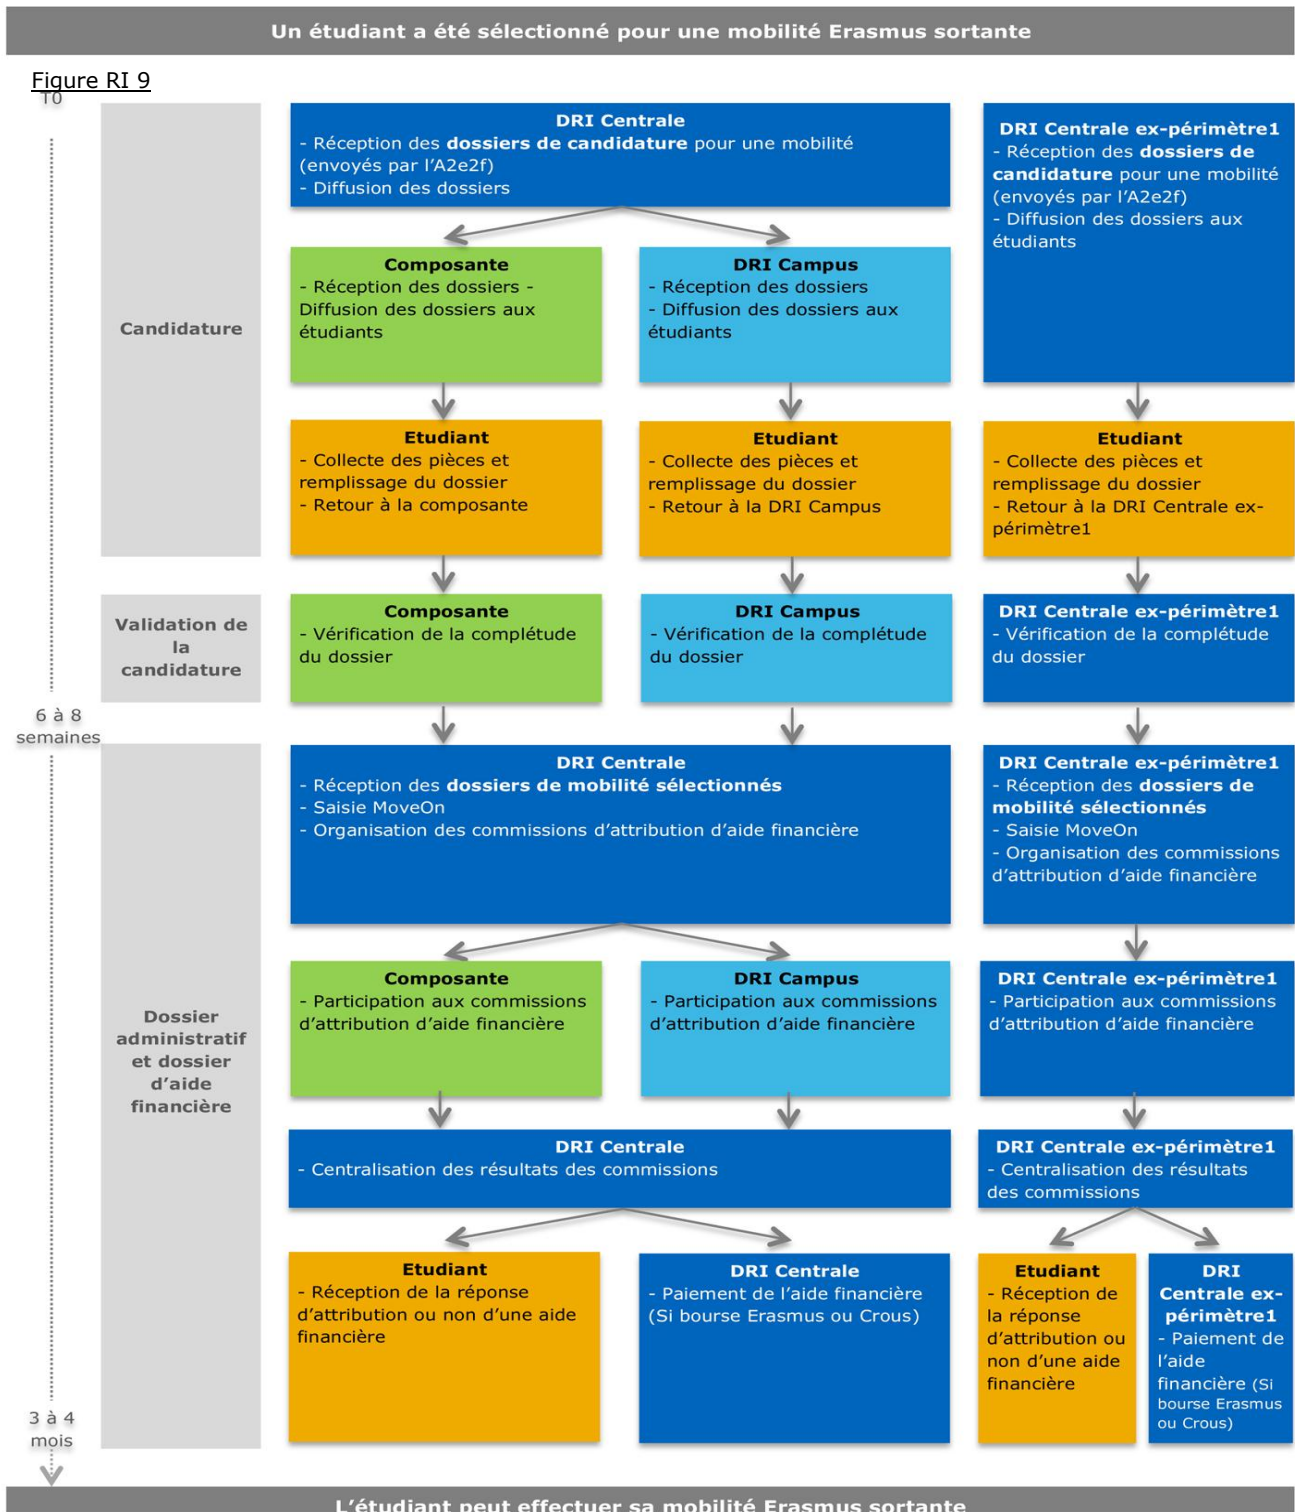 Un étudiant a été sélectionné pour une mobilité Erasmus sortante
Figure RI 9
T0
Candidature
DRI Centrale
- Réception des dossiers de candidature pour une mobilité
(envoyés par l'A2e2f)
- Diffusion des dossiers
DRI Centrale ex-périmètre1
- Réception des dossiers de
candidature pour une mobilité
(envoyés par l'A2e2f)
- Diffusion des dossiers aux
étudiants
Composante
- Réception des dossiers -
Diffusion des dossiers aux
étudiants
DRI Campus
- Réception des dossiers
- Diffusion des dossiers aux
étudiants
Etudiant
- Collecte des pièces et
remplissage du dossier
- Retour à la composante
Etudiant
- Collecte des pièces et
remplissage du dossier
- Retour à la DRI Campus
Etudiant
- Collecte des pièces et
remplissage du dossier
- Retour à la DRI Centrale ex-
périmètre1
Validation de
la
candidature
Composante
- Vérification de la complétude
du dossier
DRI Campus
- Vérification de la complétude
du dossier
DRI Centrale ex-périmètre1
- Vérification de la complétude
du dossier
6 à 8
semaines
Dossier
administratif
et dossier
d'aide
financière
DRI Centrale
- Réception des dossiers de mobilité sélectionnés
- Saisie MoveOn
- Organisation des commissions d'attribution d'aide financière
DRI Centrale ex-périmètre1
- Réception des dossiers de
mobilité sélectionnés
- Saisie MoveOn
- Organisation des commissions
d'attribution d'aide financière
Composante
- Participation aux commissions
d'attribution d'aide financière
DRI Campus
- Participation aux commissions
d'attribution d'aide financière
DRI Centrale ex-périmètre1
- Participation aux commissions
d'attribution d'aide financière
DRI Centrale
- Centralisation des résultats des commissions
DRI Centrale ex-périmètre1
- Centralisation des résultats
des commissions
Etudiant
- Réception de la réponse
d'attribution ou non d'une aide
financière
DRI Centrale
- Paiement de l'aide financière
(Si bourse Erasmus ou Crous)
Etudiant
- Réception de
la réponse
d'attribution ou
non d'une aide
financière
DRI
Centrale ex-
périmètre1
- Paiement de
l'aide
financière (Si
bourse Erasmus
ou Crous)
3 à 4
mois
L'étudiant peut effectuer sa mobilité Erasmus sortante